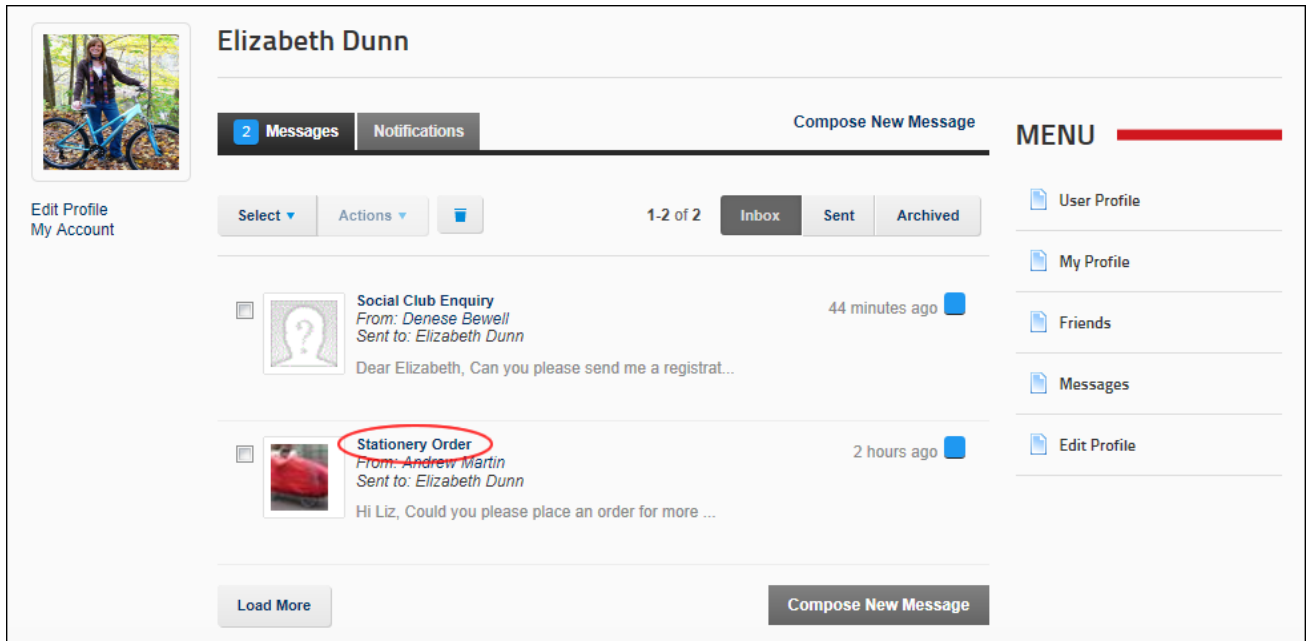 Elizabeth Dunn
2 Messages
Notifications
Compose New Message
MENU
Edit Profile
My Account
Select
Actions
1-2 of 2
Inbox
Sent
Archived
User Profile
My Profile
Friends
Messages
Edit Profile
Social Club Enquiry
From: Denese Bewell
Sent to: Elizabeth Dunn
Dear Elizabeth, Can you please send me a registrat...
44 minutes ago
Stationery Order
From: Andrew Martin
Sent to: Elizabeth Dunn
Hi Liz, Could you please place an order for more ...
2 hours ago
Load More
Compose New Message